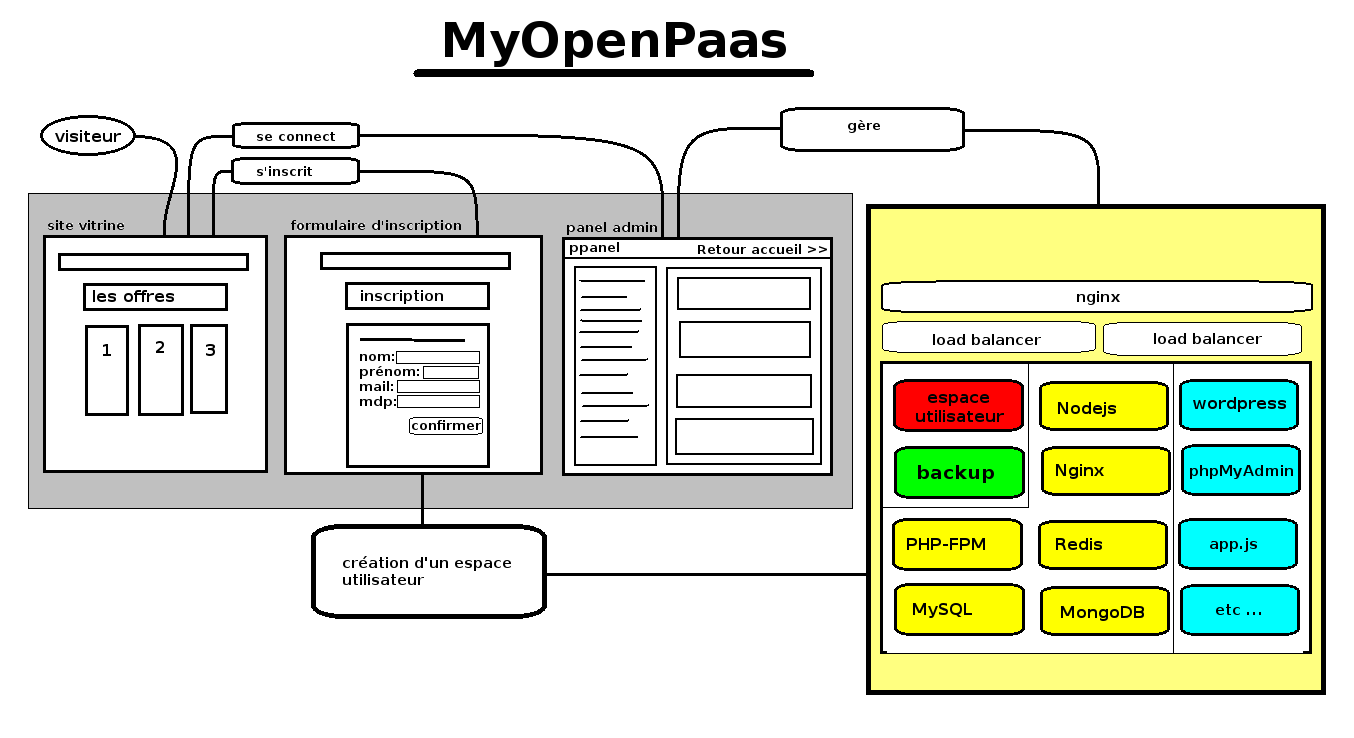 MyOpenPaas
visiteur
se connect
s'inscrit
gère
site vitrine
formulaire d'inscription
panel admin
les offres
1
2
3
inscription
nom:
prénom:
mail:
mdp:
confirmer
ppanel
Retour accueil >>
création d'un espace
utilisateur
nginx
load balancer
load balancer
espace
utilisateur
Nodejs
wordpress
backup
Nginx
phpMyAdmin
PHP-FPM
Redis
app.js
MySQL
MongoDB
etc ...